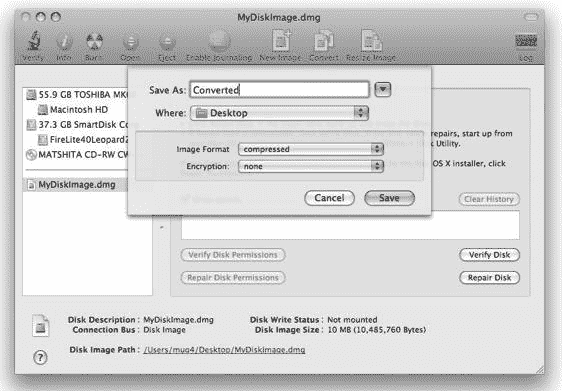 MyDiskImage.dmg
Verify Info Burn Open Eject Enable Journaling New Image Convert Resize Image Log
Save As: Converted
Where: Desktop
Image Format compressed
Encryption: none
Cancel Save
55.9 GB TOSHIBA
Macintosh HD
37.3 GB SmartDisk
FireLite40Leopard
MATSHITA CD-RW CW
MyDiskImage.dmg
repairs, start up from
Utility.
OS X installer, click
Clear History
Verify Disk Permissions Verify Disk
Repair Disk Permissions Repair Disk
Disk Description : MyDiskImage.dmg Disk Write Status : Not mounted
Connection Bus : Disk Image Disk Image Size : 10 MB (10,485,760 Bytes)
Disk Image Path : /Users/mug4/Desktop/MyDiskImage.dmg
?